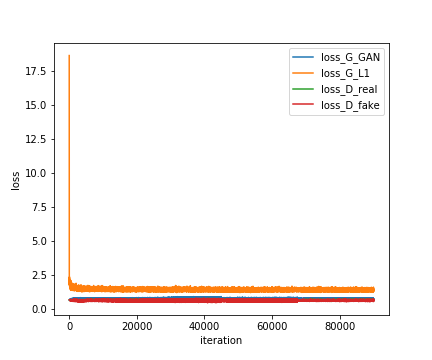 loss_G_GAN
loss_G_L1
loss_D_real
loss_D_fake
17.5
15.0
12.5
10.0
7.5
5.0
2.5
0.0
loss
0 20000 40000 60000 80000
iteration